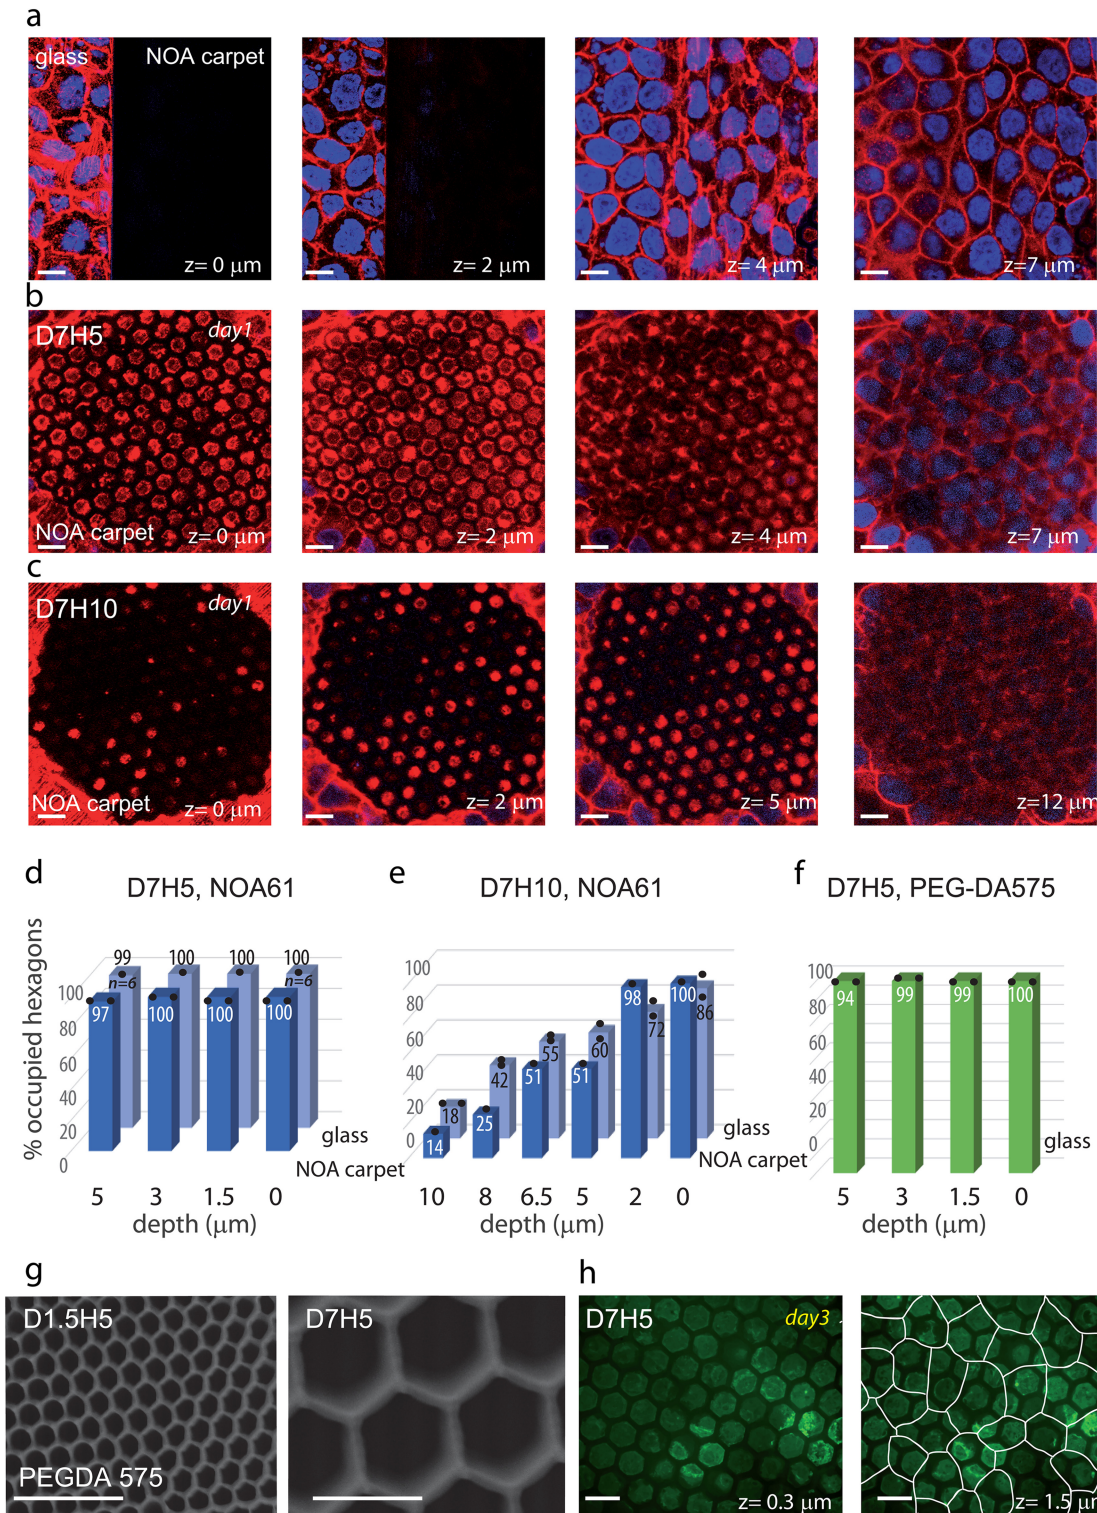 a
glass NOA carpet
z= 0 μm
z= 2 μm
z= 4 μm
z=7 μm
b
D7H5 day1
NOA carpet z= 0 μm
z= 2 μm
z= 4 μm
z=7 μm
c
D7H10 day1
NOA carpet z= 0 μm
z= 2 μm
z= 5 μm
z=12 μm
d
D7H5, NOA61
% occupied hexagons
100
80
60
40
20
0
99 100 100 100
n=6 n=6
97 100 100 100
glass
NOA carpet
5 3 1.5 0
depth (μm)
e
D7H10, NOA61
100
80
60
40
20
0
18 42 55 60 72 86
14 25 51 51 98 100
glass
NOA carpet
10 8 6.5 5 2 0
depth (μm)
f
D7H5, PEG-DA575
100
80
60
40
20
0
94 99 99 100
glass
5 3 1.5 0
depth (μm)
g
D1.5H5
PEGDA 575
D7H5
h
D7H5 day3
z= 0.3 μm
z= 1.5 μm